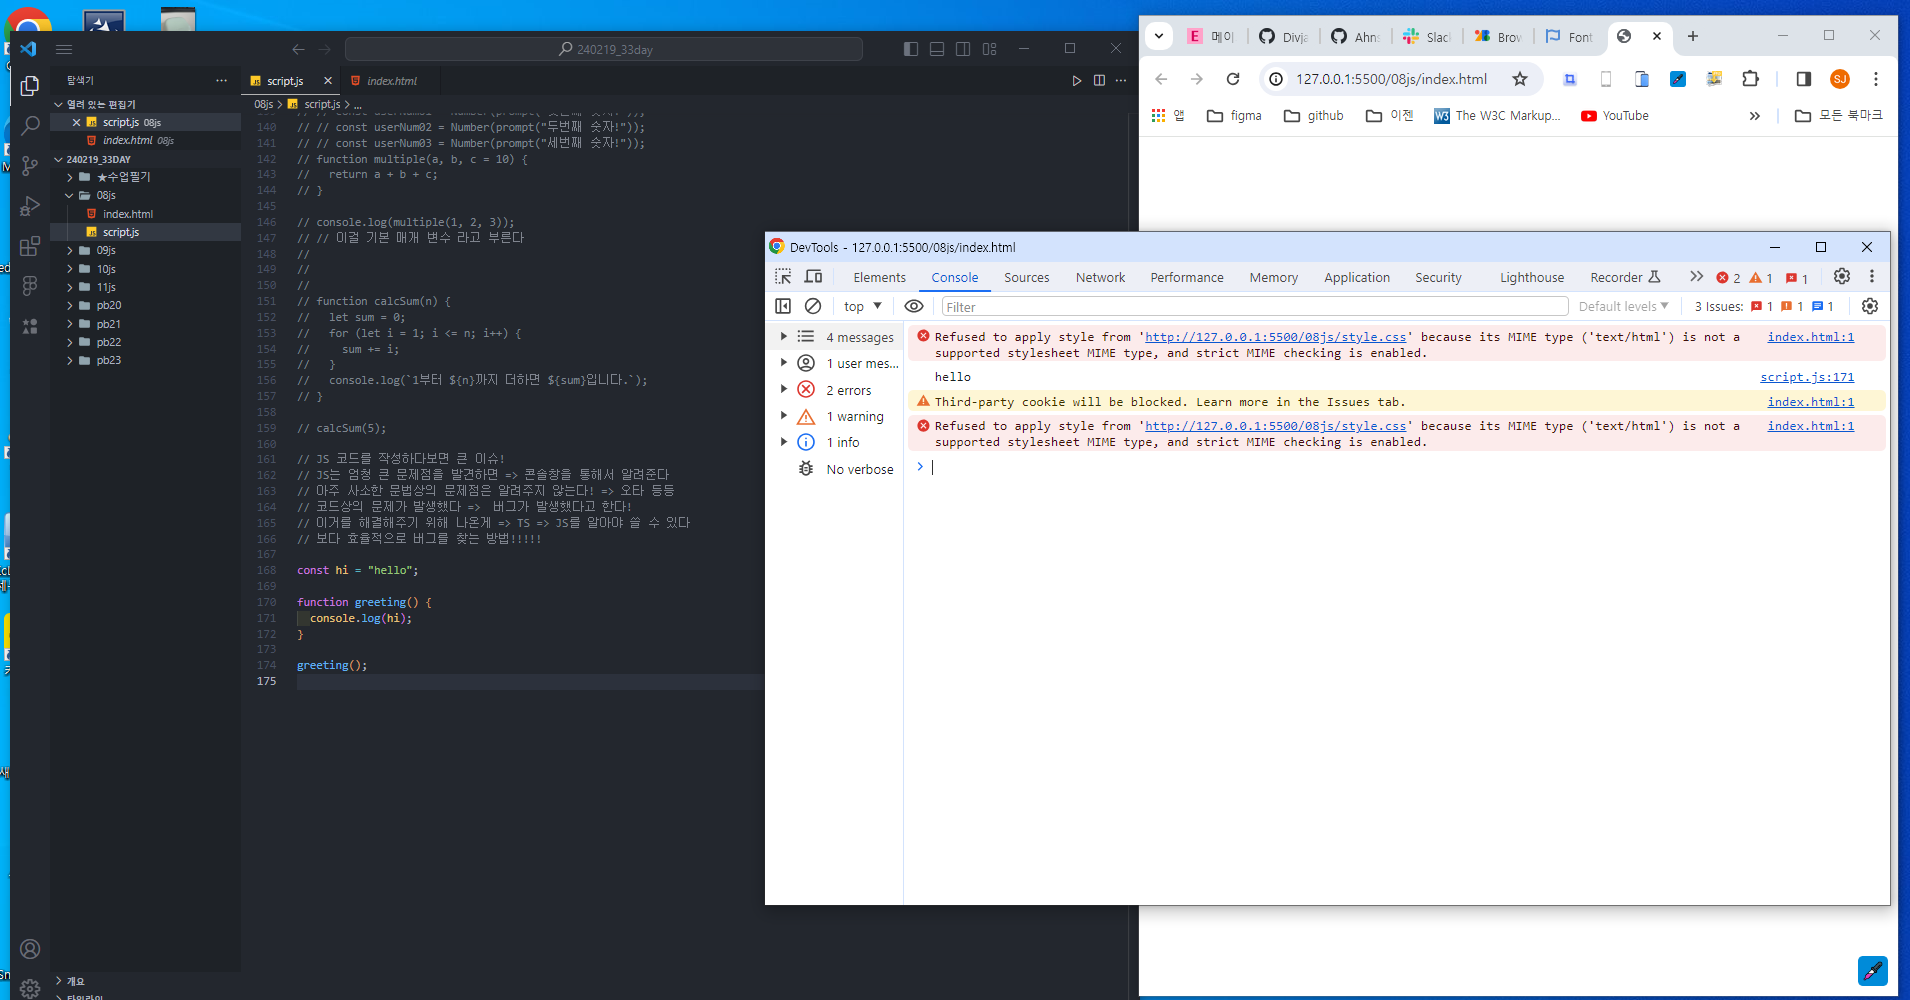 240219_33day
탐색기
열려 있는 편집기
script.js 08js
index.html 08js
240219_33DAY
★수업필기
08js
index.html
script.js
09js
10js
11js
pb20
pb21
pb22
pb23
개요
타임라인
script.js
index.html
08js > script.js > ...
140 // // const userNum02 = Number(prompt("두번째 숫자!"));
141 // // const userNum03 = Number(prompt("세번째 숫자!"));
142 // function multiple(a, b, c = 10) {
143 //   return a + b + c;
144 // }
145
146 // console.log(multiple(1, 2, 3));
147 // // 이걸 기본 매개 변수 라고 부른다
148 //
149 //
150 //
151 // function calcSum(n) {
152 //   let sum = 0;
153 //   for (let i = 1; i <= n; i++) {
154 //     sum += i;
155 //   }
156 //   console.log(`1부터 ${n}까지 더하면 ${sum}입니다.`);
157 // }
158
159 // calcSum(5);
160
161 // JS 코드를 작성하다보면 큰 이슈!
162 // JS는 엄청 큰 문제점을 발견하면 => 콘솔창을 통해서 알려준다
163 // 아주 사소한 문법상의 문제점은 알려주지 않는다! => 오타 등등
164 // 코드상의 문제가 발생했다 =>  버그가 발생했다고 한다!
165 // 이거를 해결해주기 위해 나온게 => TS => JS를 알아야 쓸 수 있다
166 // 보다 효율적으로 버그를 찾는 방법!!!!!
167
168 const hi = "hello";
169
170 function greeting() {
171   console.log(hi);
172 }
173
174 greeting();
175
E 메이
Divja
Ahns
Slac
Brow
Font
127.0.0.1:5500/08js/index.html
SJ
앱
figma
github
이젠
W3 The W3C Markup...
YouTube
»
모든 북마크
DevTools - 127.0.0.1:5500/08js/index.html
Elements Console Sources Network Performance Memory Application Security Lighthouse Recorder 2 1 1
top Filter Default levels 3 Issues: 1 1 1
4 messages
1 user mes...
2 errors
1 warning
1 info
No verbose
Refused to apply style from 'http://127.0.0.1:5500/08js/style.css' because its MIME type ('text/html') is not a index.html:1
supported stylesheet MIME type, and strict MIME checking is enabled.
hello script.js:171
Third-party cookie will be blocked. Learn more in the Issues tab. index.html:1
Refused to apply style from 'http://127.0.0.1:5500/08js/style.css' because its MIME type ('text/html') is not a index.html:1
supported stylesheet MIME type, and strict MIME checking is enabled.